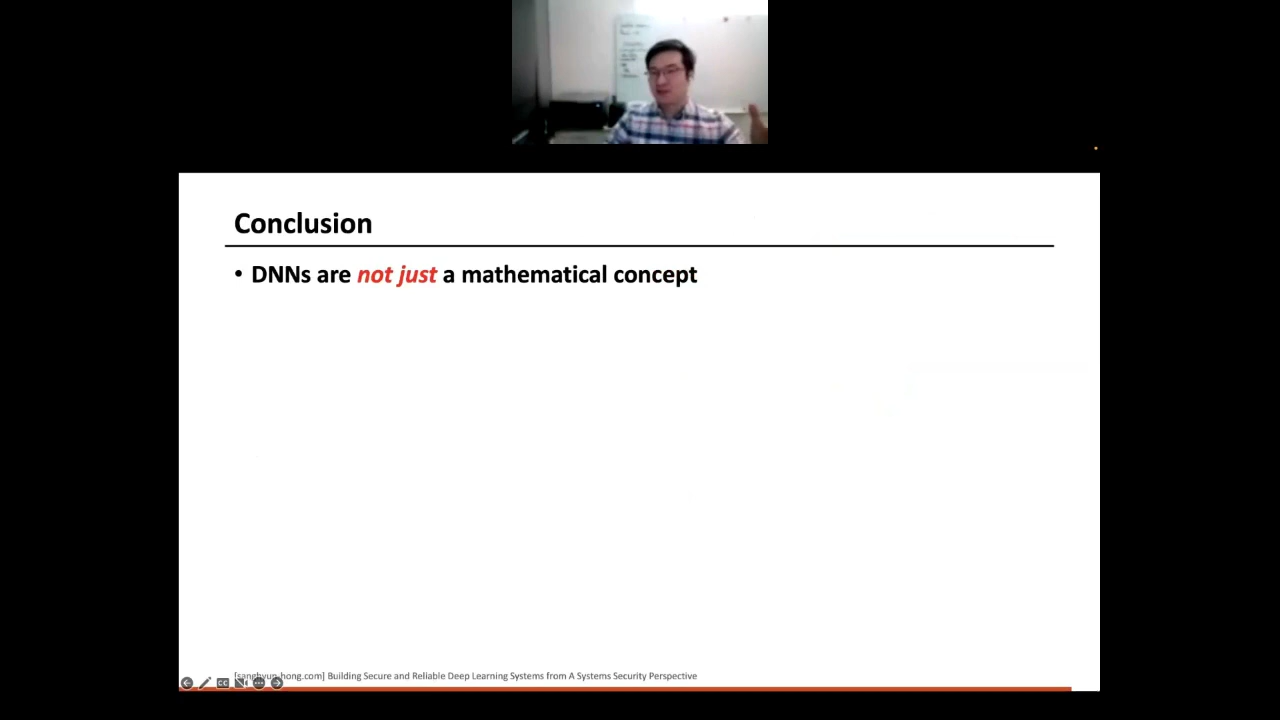 Conclusion
• DNNs are not just a mathematical concept
[sanghyun-hong.com] Building Secure and Reliable Deep Learning Systems from A Systems Security Perspective
CC